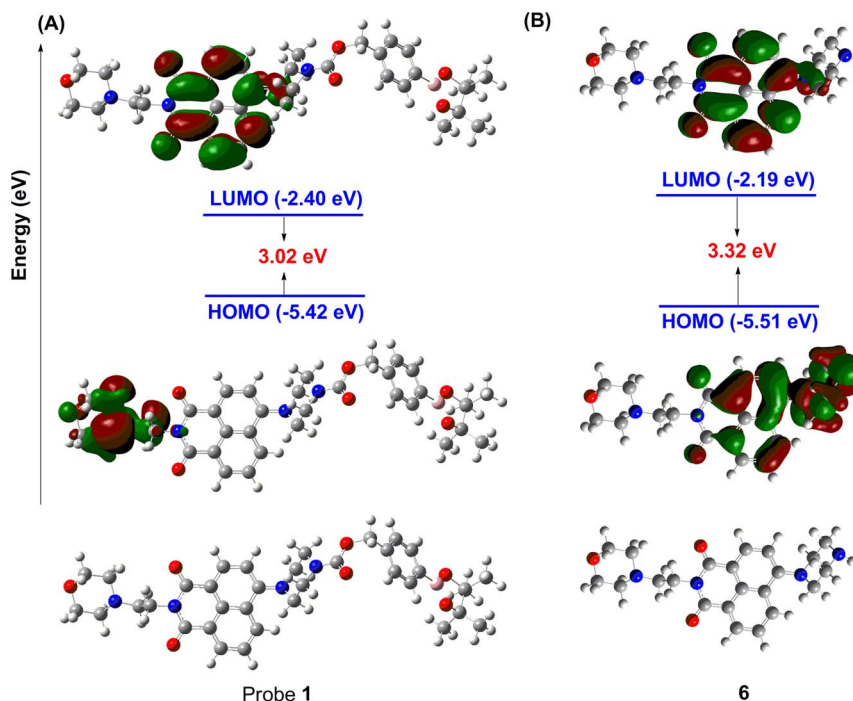 (A)
(B)
Energy (eV)
LUMO (-2.40 eV)
3.02 eV
HOMO (-5.42 eV)
LUMO (-2.19 eV)
3.32 eV
HOMO (-5.51 eV)
Probe 1
6